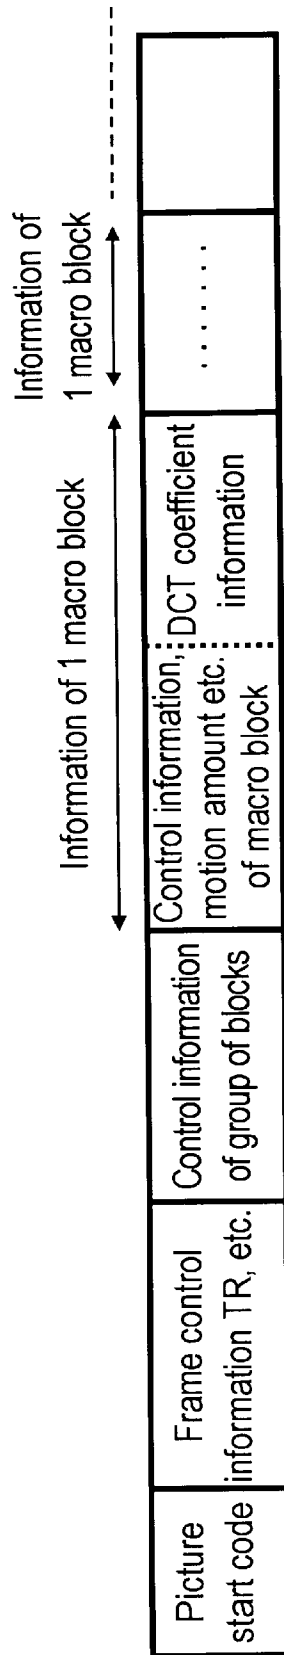 Information of 1 macro block
Information of
1 macro block
Picture
start code
Frame control
information TR, etc.
Control information
of group of blocks
Control information,
motion amount etc.
of macro block
DCT coefficient
information
. . . . . . .